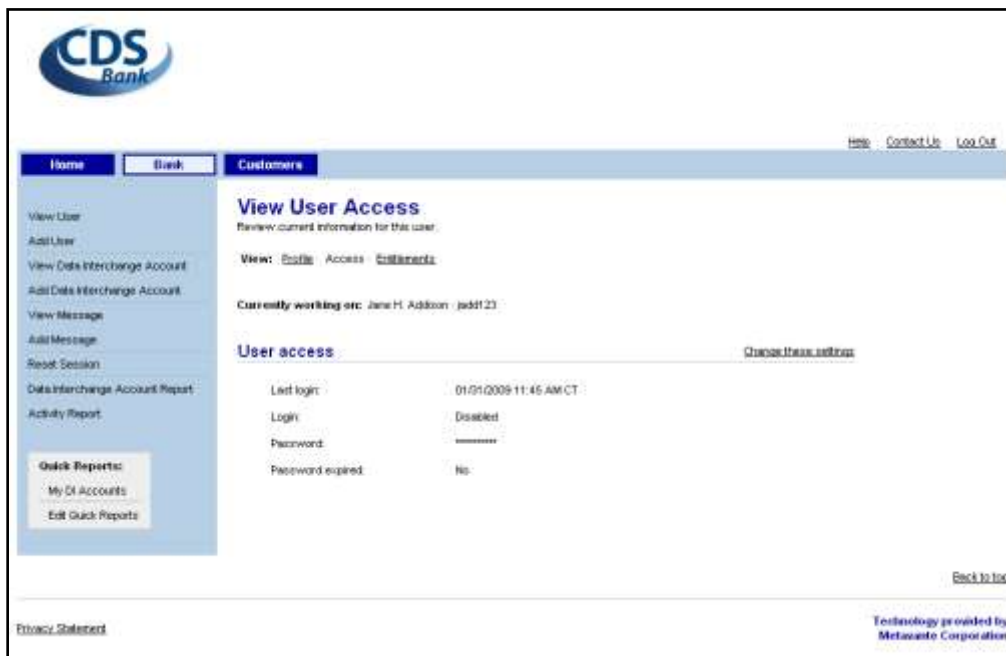 CDS
Bank
Help Contact Us Log Out
Home Bank Customers
View User
Add User
View Data Interchange Account
Add Data Interchange Account
View Message
Add Message
Reset Session
Data Interchange Account Report
Activity Report
Quick Reports:
My DI Accounts
Edit Quick Reports
View User Access
Review current information for this user.
View: Profile Access Entitlements
Currently working on: Jane H. Addison - jadd123
User access Change these settings
Last login: 01/31/2009 11:45 AM CT
Login: Disabled
Password: **********
Password expired: No
Back to top
Privacy Statement
Technology provided by
Metavante Corporation